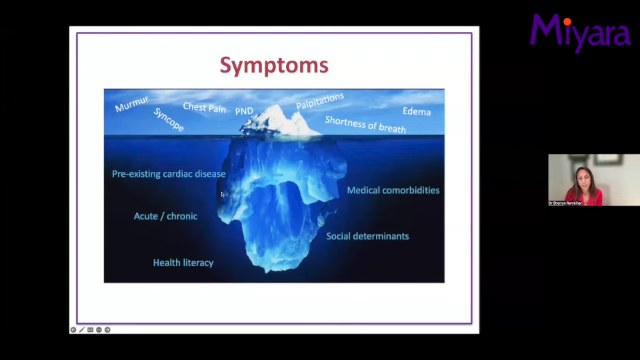 Miyara
Symptoms
Murmur
Syncope
Chest Pain
PND
Palpitations
Shortness of breath
Edema
Pre-existing cardiac disease
Medical comorbidities
Acute / chronic
Social determinants
Health literacy